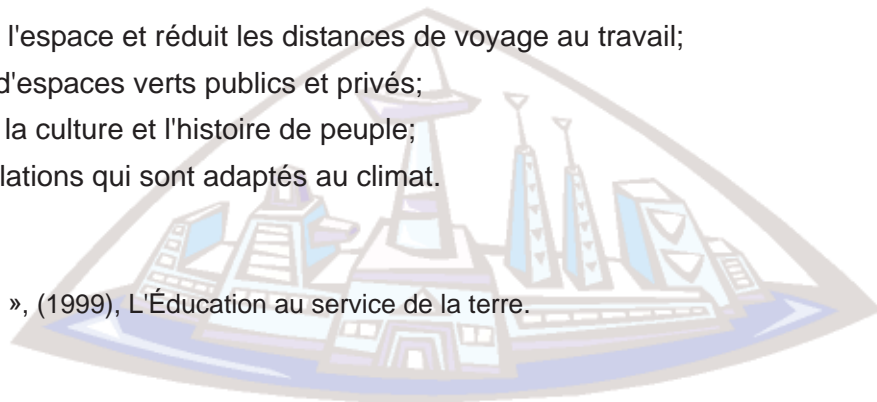 l'espace et réduit les distances de voyage au travail;
d'espaces verts publics et privés;
la culture et l'histoire de peuple;
lations qui sont adaptés au climat.
», (1999), L'Éducation au service de la terre.